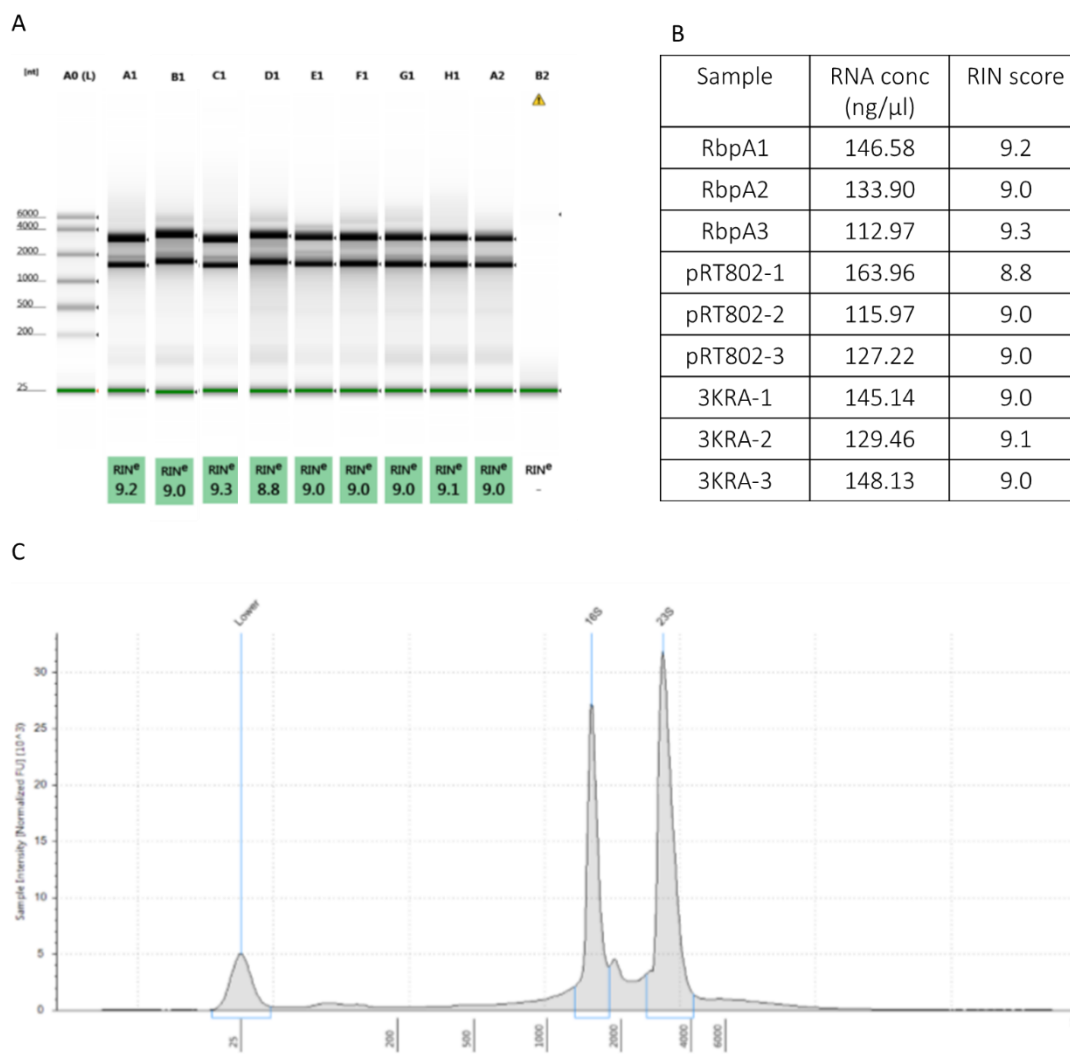 A
[nt] A0 (L) A1 B1 C1 D1 E1 F1 G1 H1 A2 B2
6000
4000
2000
1000
500
200
25
RINe RINe RINe RINe RINe RINe RINe RINe RINe RINe
9.2 9.0 9.3 8.8 9.0 9.0 9.0 9.1 9.0 -
B
Sample RNA conc (ng/µl) RIN score
RbpA1 146.58 9.2
RbpA2 133.90 9.0
RbpA3 112.97 9.3
pRT802-1 163.96 8.8
pRT802-2 115.97 9.0
pRT802-3 127.22 9.0
3KRA-1 145.14 9.0
3KRA-2 129.46 9.1
3KRA-3 148.13 9.0
C
Lower 16S 23S
Sample Intensity [Normalized FU] (10^3)
30
25
20
15
10
5
0
25 200 500 1000 2000 4000 6000